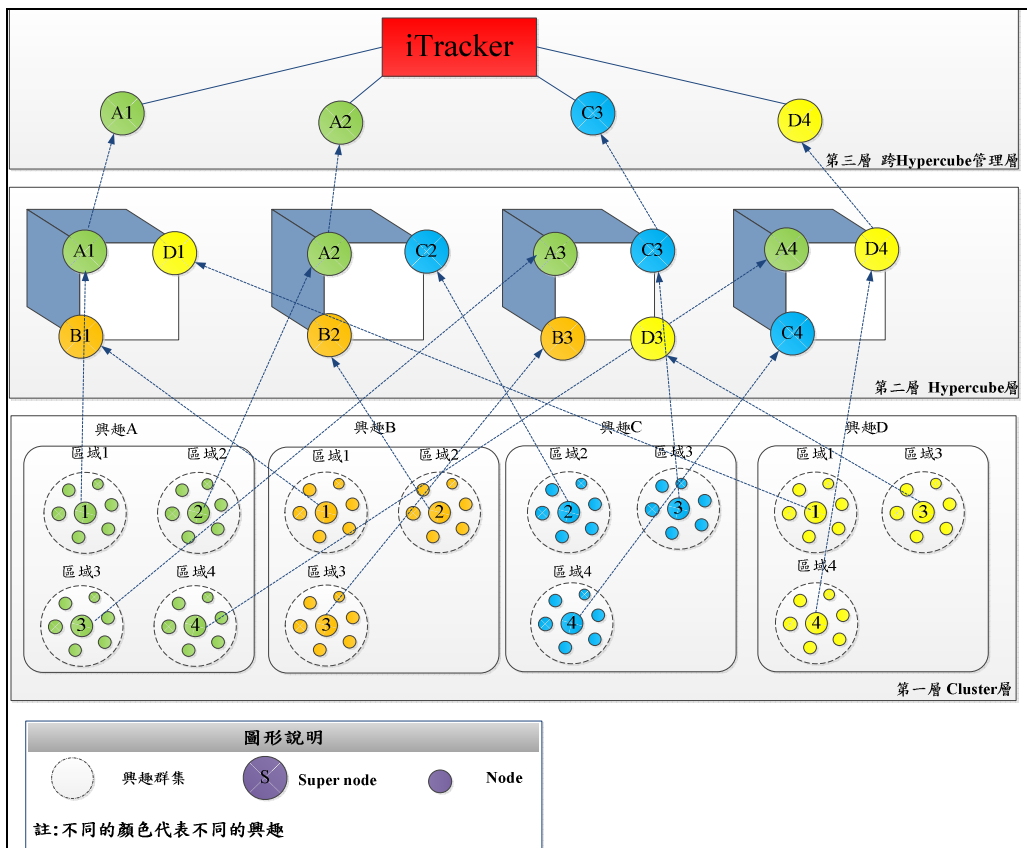 iTracker
A1
A2
C3
D4
第三層 跨Hypercube管理層
A1
D1
B1
A2
C2
B2
A3
C3
B3
D3
A4
D4
C4
第二層 Hypercube層
興趣A
區域1
區域2
1
2
區域3
區域4
3
4
興趣B
區域1
區域2
1
2
區域3
3
興趣C
區域2
區域3
2
3
區域4
4
興趣D
區域1
區域3
1
3
區域4
4
第一層 Cluster層
圖形說明
興趣群集
S
Super node
Node
註:不同的顏色代表不同的興趣